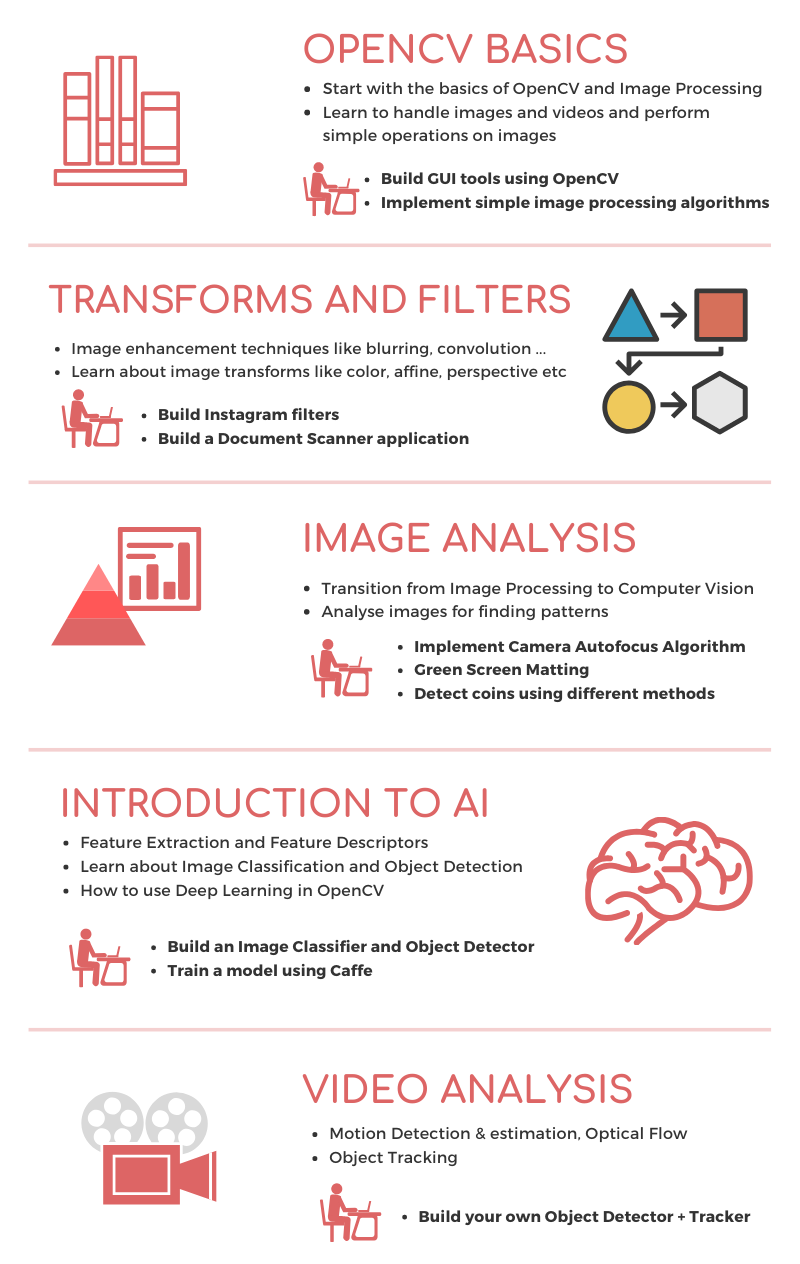 OPENCV BASICS
• Start with the basics of OpenCV and Image Processing
• Learn to handle images and videos and perform
simple operations on images
• Build GUI tools using OpenCV
• Implement simple image processing algorithms
TRANSFORMS AND FILTERS
• Image enhancement techniques like blurring, convolution ...
• Learn about image transforms like color, affine, perspective etc
• Build Instagram filters
• Build a Document Scanner application
IMAGE ANALYSIS
• Transition from Image Processing to Computer Vision
• Analyse images for finding patterns
• Implement Camera Autofocus Algorithm
• Green Screen Matting
• Detect coins using different methods
INTRODUCTION TO AI
• Feature Extraction and Feature Descriptors
• Learn about Image Classification and Object Detection
• How to use Deep Learning in OpenCV
• Build an Image Classifier and Object Detector
• Train a model using Caffe
VIDEO ANALYSIS
• Motion Detection & estimation, Optical Flow
• Object Tracking
• Build your own Object Detector + Tracker